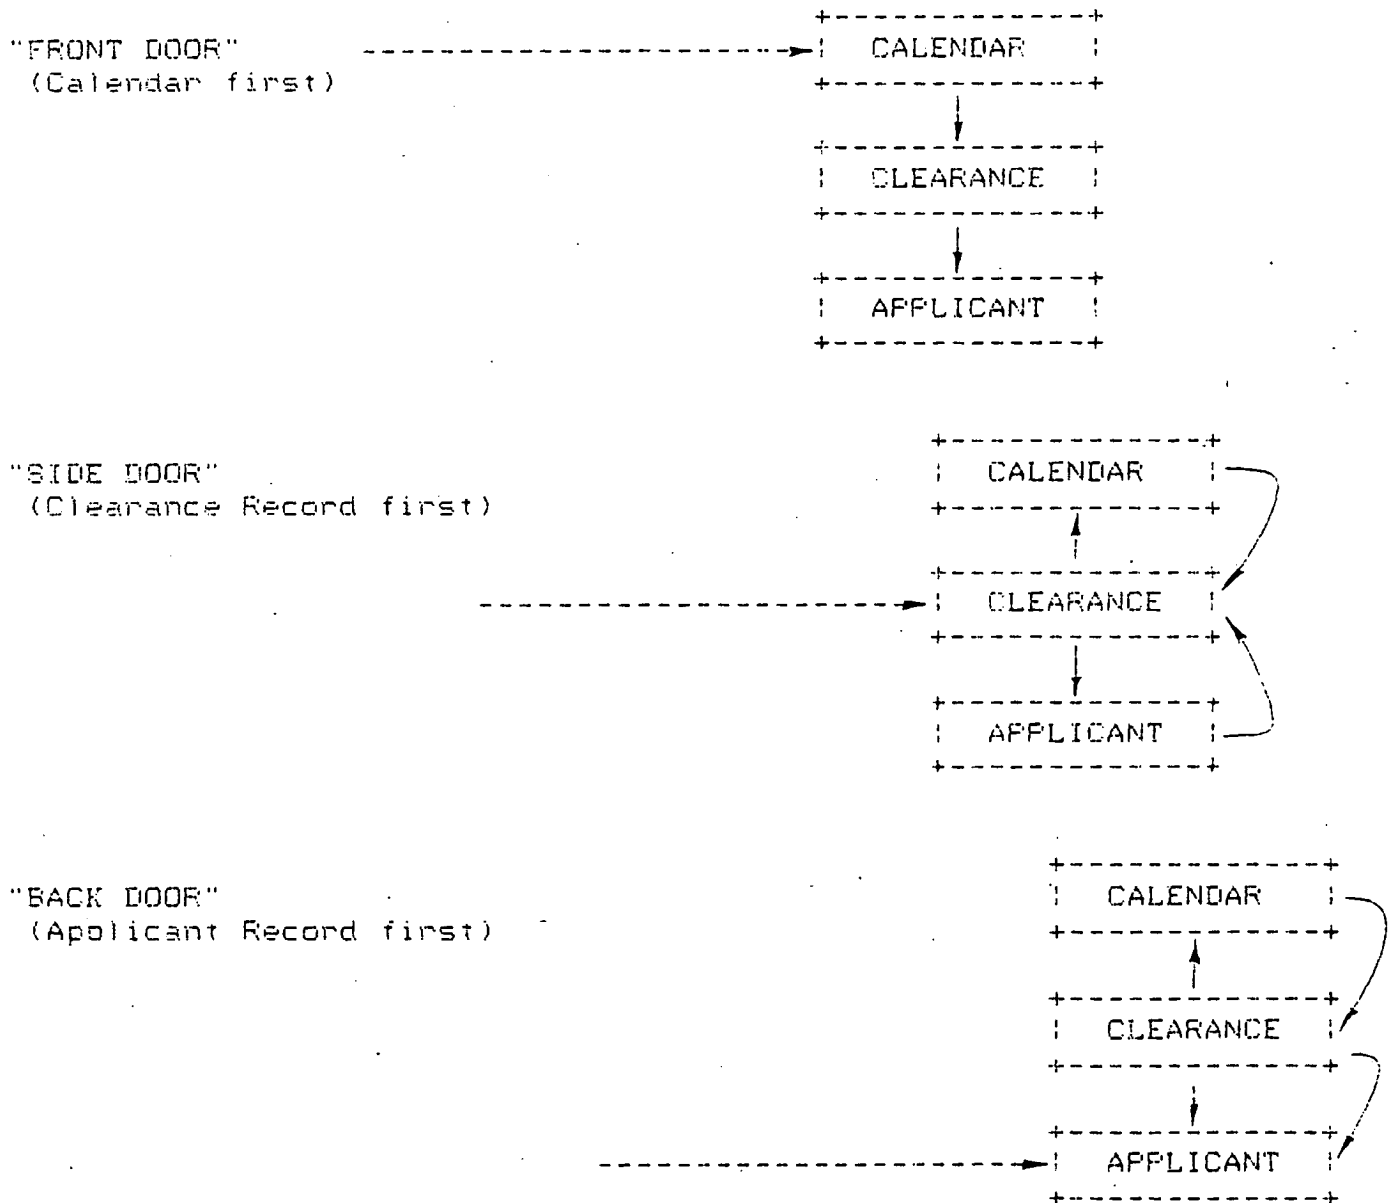 "FRONT DOOR"
(Calendar first)
CALENDAR
CLEARANCE
APPLICANT
"SIDE DOOR"
(Clearance Record first)
CALENDAR
CLEARANCE
APPLICANT
"BACK DOOR"
(Applicant Record first)
CALENDAR
CLEARANCE
APPLICANT